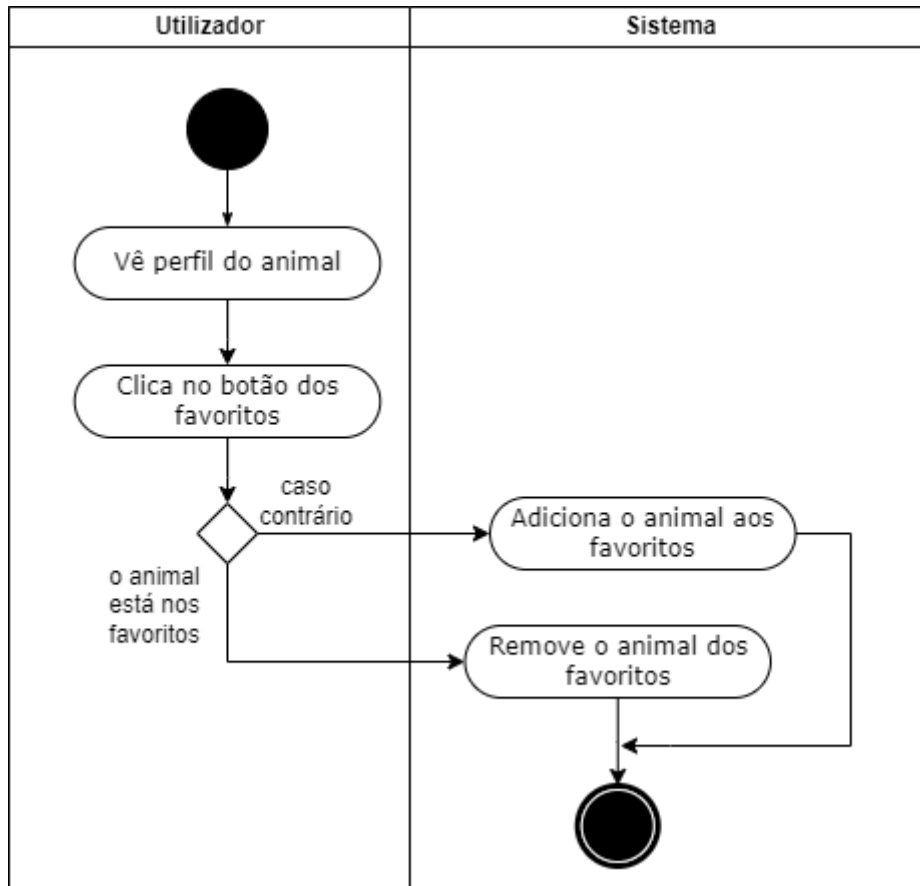 Utilizador
Sistema
Vê perfil do animal
Clica no botão dos
favoritos
caso
contrário
Adiciona o animal aos
favoritos
o animal
está nos
favoritos
Remove o animal dos
favoritos